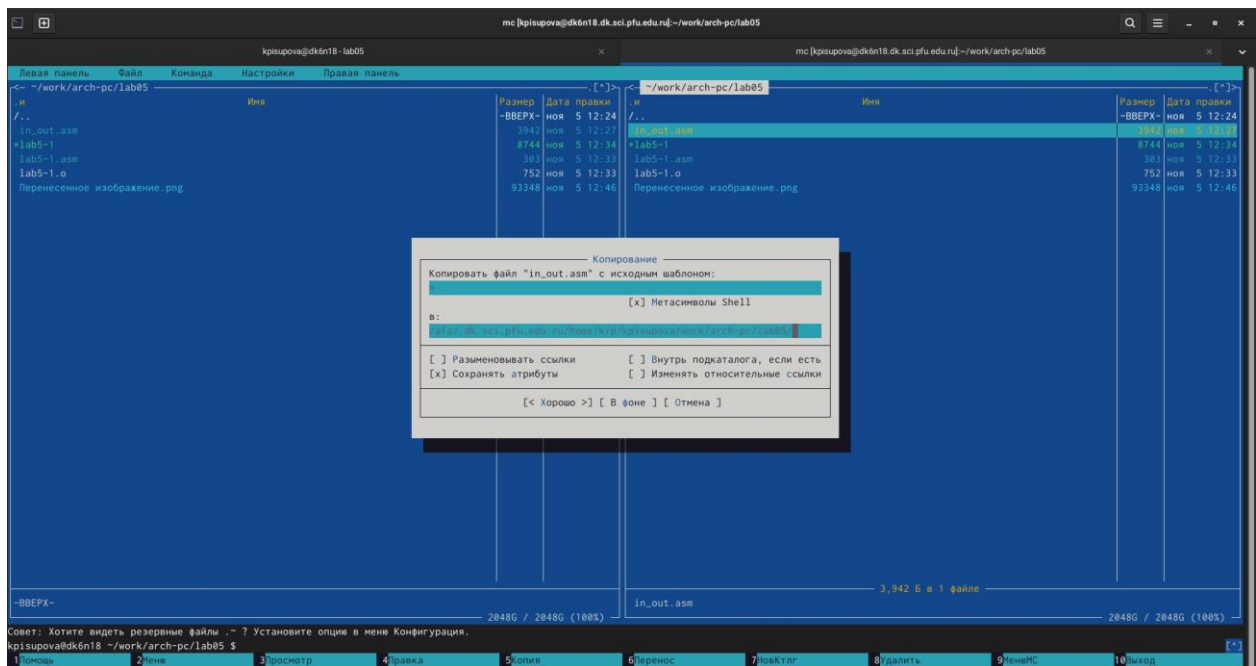 mc [kpisupova@dk6n18.dk.sci.pfu.edu.ru]:~/work/arch-pc/lab05
kpisupova@dk6n18 - lab05
mc [kpisupova@dk6n18.dk.sci.pfu.edu.ru]:~/work/arch-pc/lab05
Левая панель Файл Команда Настройки Правая панель
<- ~/work/arch-pc/lab05 .[^]> <- ~/work/arch-pc/lab05 .[^]>
.и Имя Размер Дата правки .и Имя Размер Дата правки
/.. -ВВЕРХ- ноя 5 12:24 /.. -ВВЕРХ- ноя 5 12:24
in_out.asm 3942 ноя 5 12:27 in_out.asm 3942 ноя 5 12:27
*lab5-1 8744 ноя 5 12:34 *lab5-1 8744 ноя 5 12:34
lab5-1.asm 303 ноя 5 12:33 lab5-1.asm 303 ноя 5 12:33
lab5-1.o 752 ноя 5 12:33 lab5-1.o 752 ноя 5 12:33
Перенесенное изображение.png 93348 ноя 5 12:46 Перенесенное изображение.png 93348 ноя 5 12:46
Копирование
Копировать файл "in_out.asm" с исходным шаблоном:
*
[x] Метасимволы Shell
в:
/afs/.dk.sci.pfu.edu.ru/home/k/p/kpisupova/work/arch-pc/lab05/
[ ] Разыменовывать ссылки [ ] Внутрь подкаталога, если есть
[x] Сохранять атрибуты [ ] Изменять относительные ссылки
[< Хорошо >] [ В фоне ] [ Отмена ]
3,942 Б в 1 файле
-ВВЕРХ- in_out.asm
2048G / 2048G (100%) 2048G / 2048G (100%)
Совет: Хотите видеть резервные файлы .~ ? Установите опцию в меню Конфигурация.
kpisupova@dk6n18 ~/work/arch-pc/lab05 $ [^]
1Помощь 2Меню 3Просмотр 4Правка 5Копия 6Перенос 7НовКтлг 8Удалить 9МенюMC 10Выход